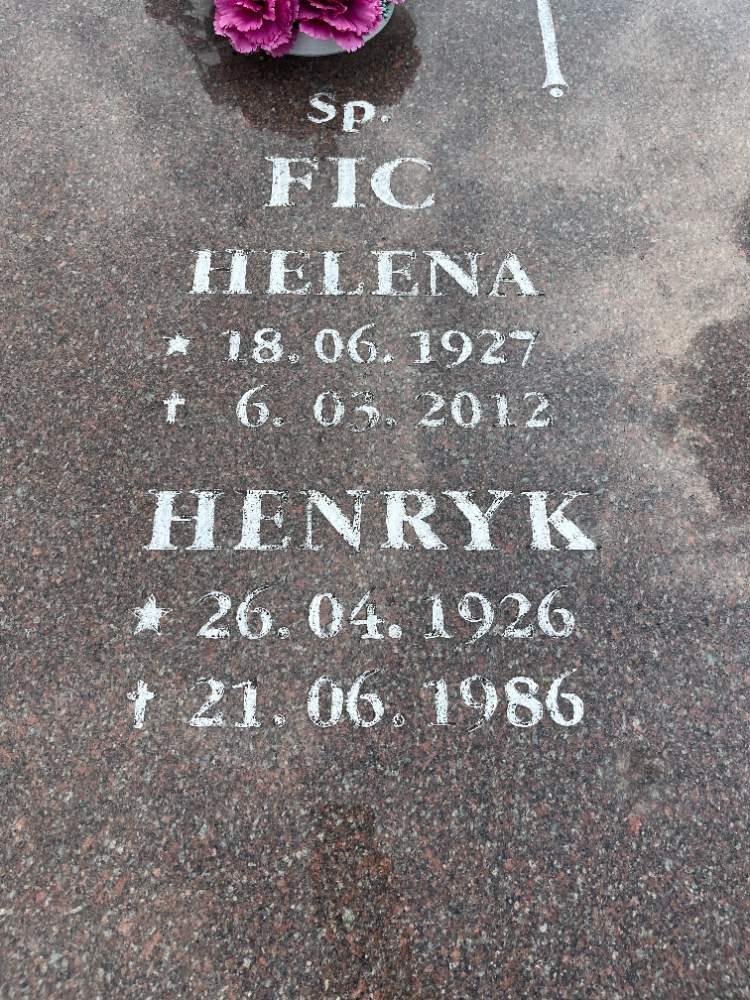 Sp.
FIC
HELENA
★ 18. 06. 1927
✝ 6. 03. 2012
HENRYK
★ 26. 04. 1926
✝ 21. 06. 1986